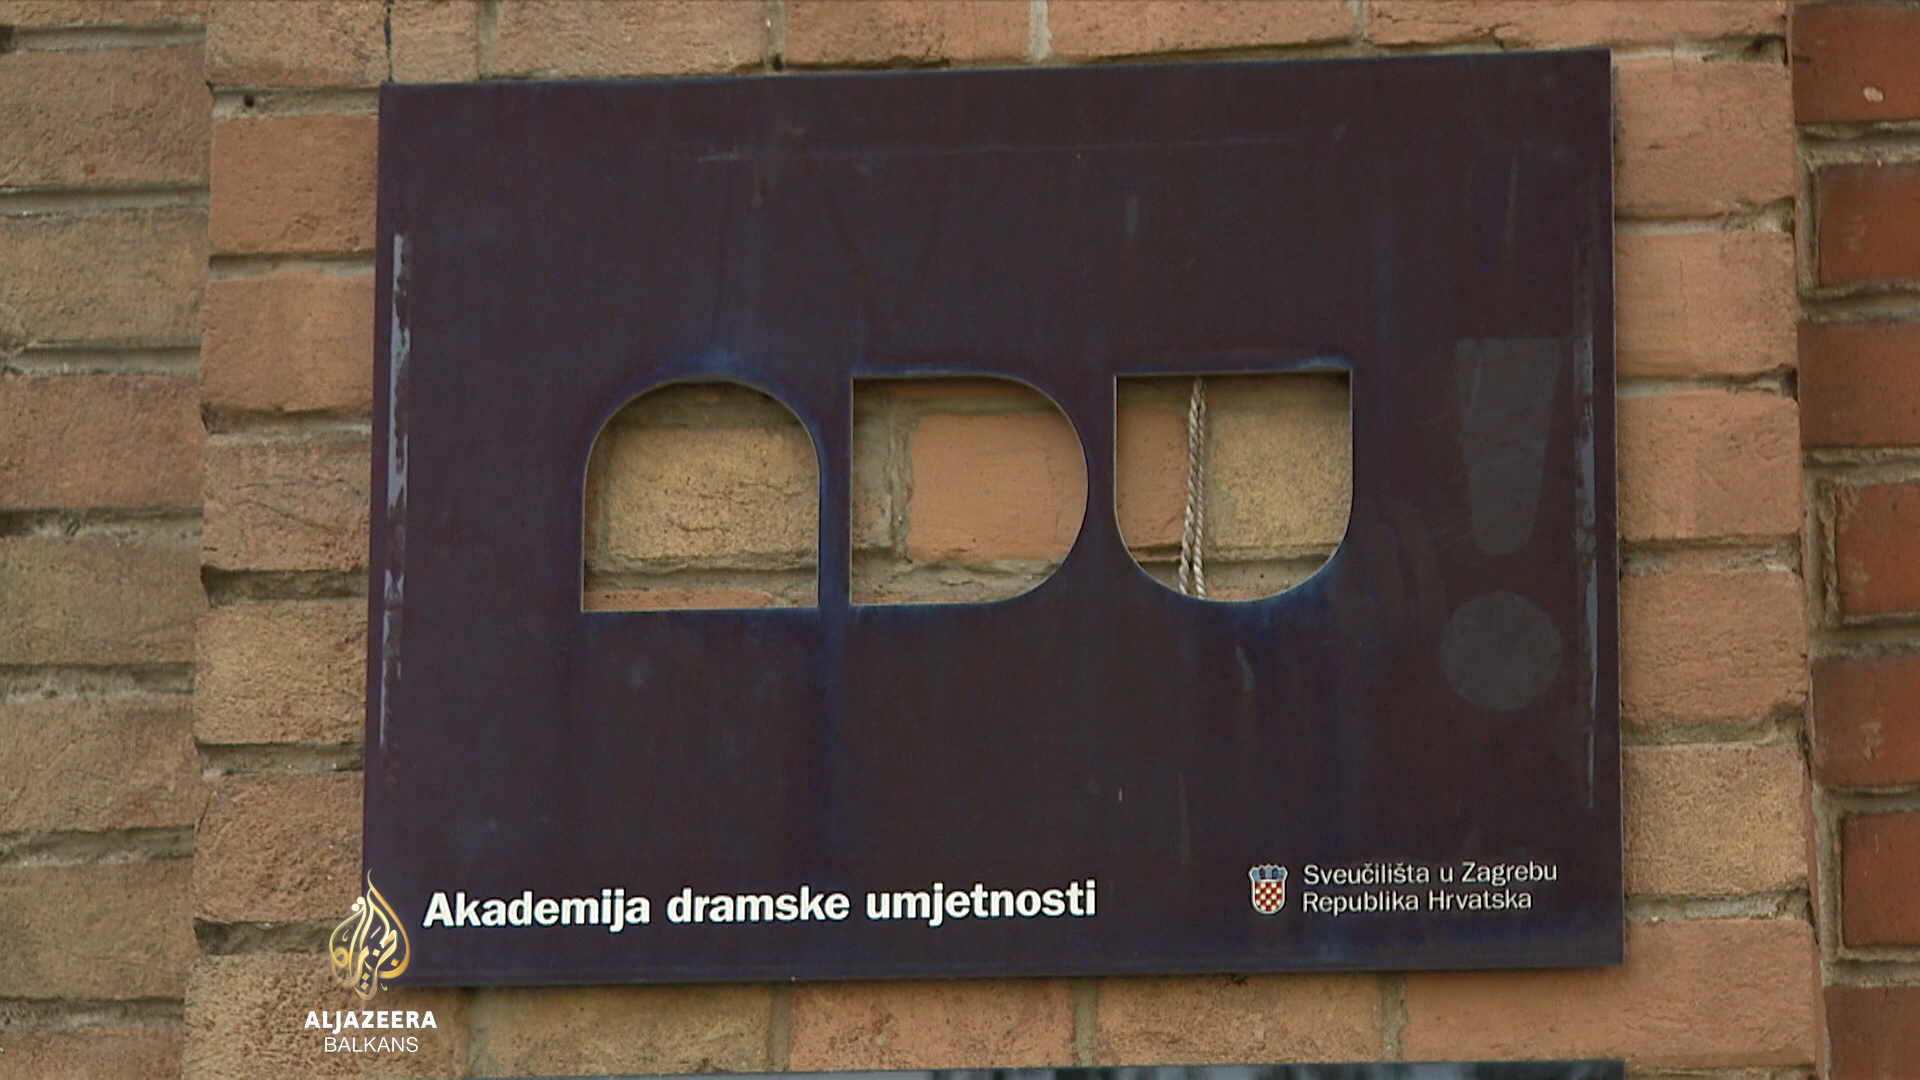 ADU
Akademija dramske umjetnosti
Sveučilišta u Zagrebu
Republika Hrvatska
ALJAZEERA
BALKANS